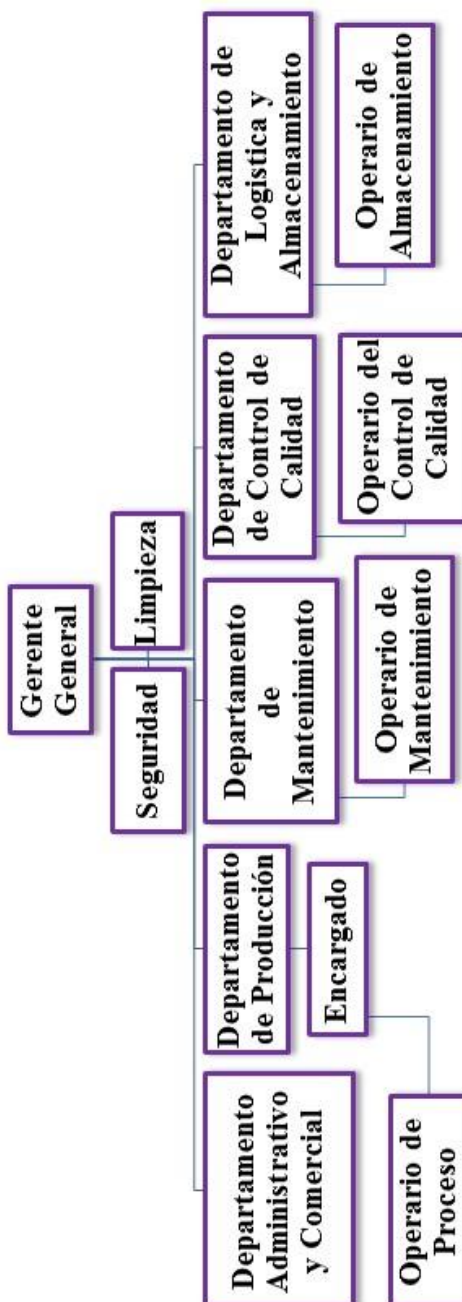 Gerente
General
Seguridad
Limpieza
Departamento
Administrativo
y Comercial
Departamento
de Producción
Departamento
de
Mantenimiento
Departamento
de Control de
Calidad
Departamento de
Logistica y
Almacenamiento
Encargado
Operario de
Proceso
Operario de
Mantenimiento
Operario del
Control de
Calidad
Operario de
Almacenamiento